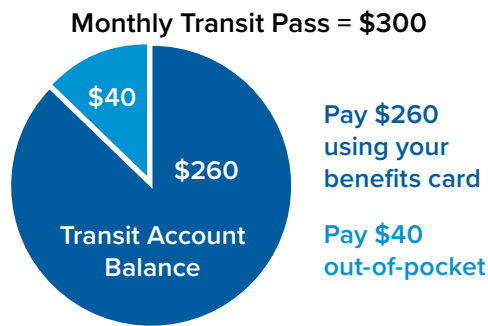 Monthly Transit Pass = $300
$40
$260
Transit Account
Balance
Pay $260
using your
benefits card
Pay $40
out-of-pocket